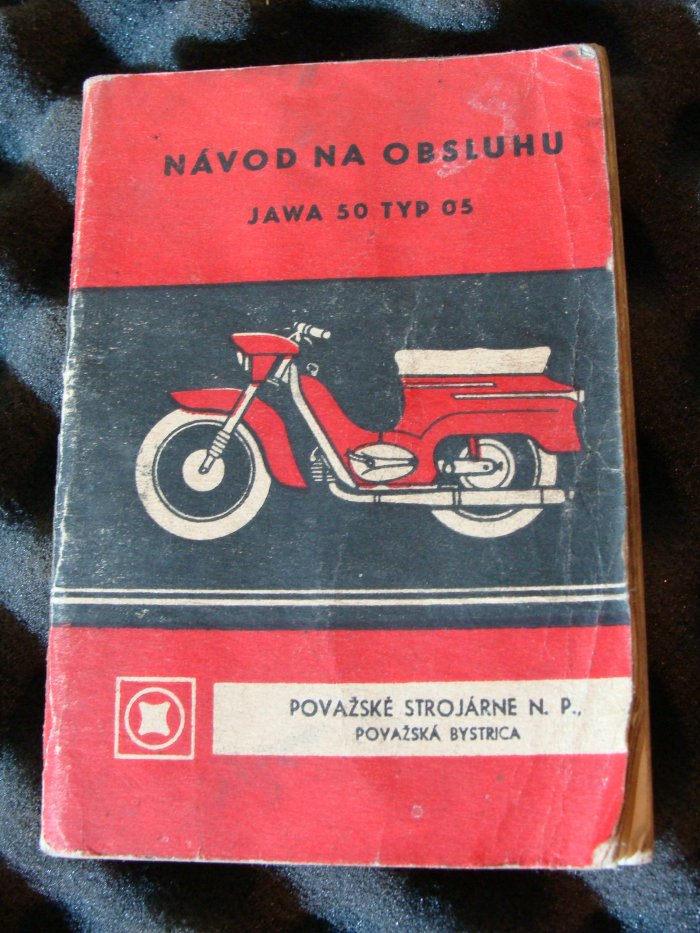 NÁVOD NA OBSLUHU
JAWA 50 TYP 05
POVAŽSKÉ STROJÁRNE N. P.,
POVAŽSKÁ BYSTRICA